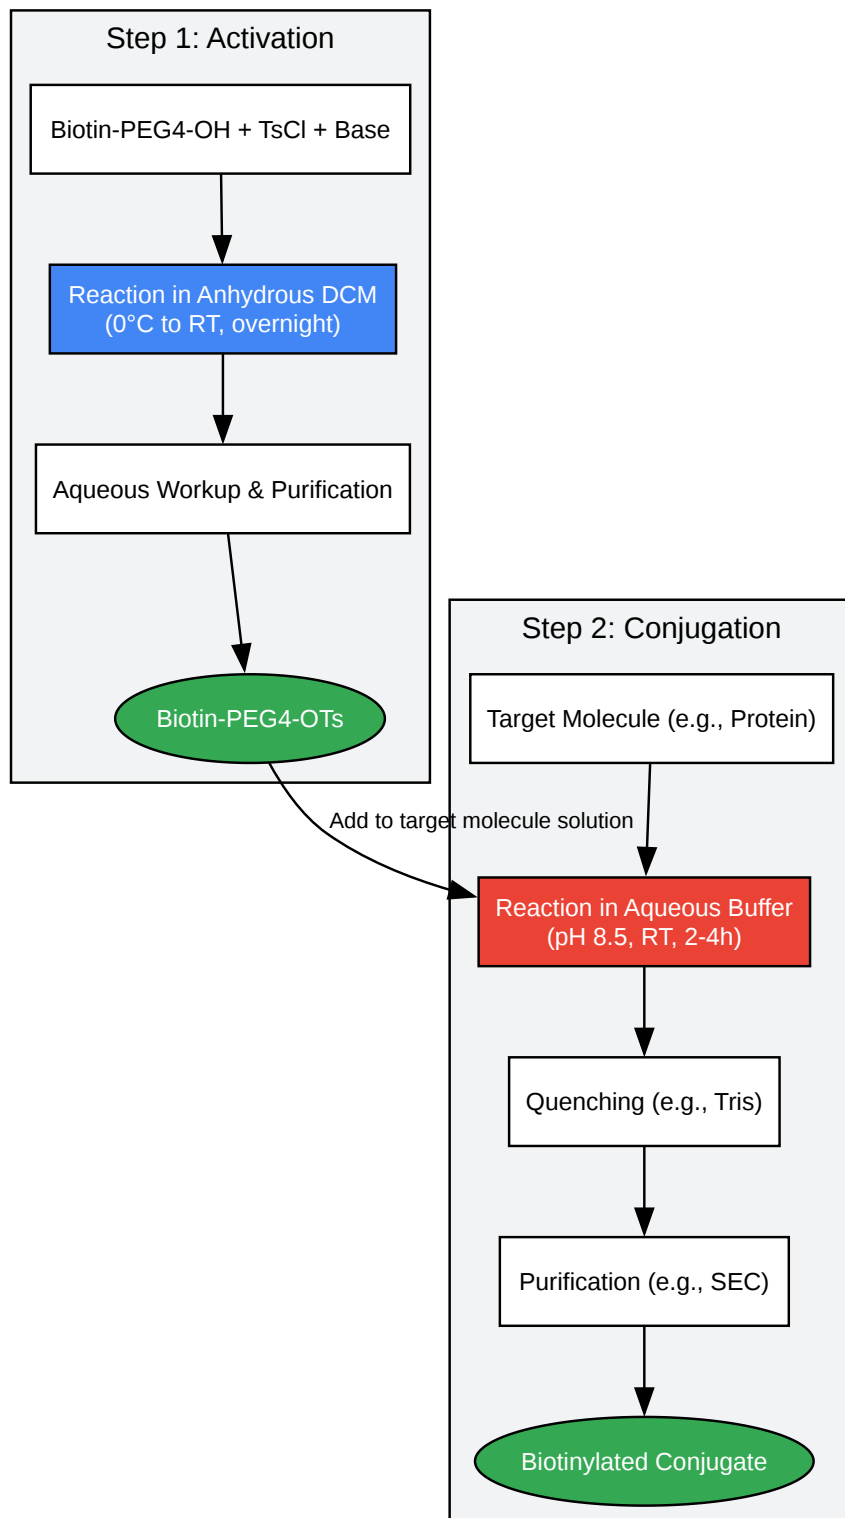 Step 1: Activation
Biotin-PEG4-OH + TsCl + Base
Reaction in Anhydrous DCM
(0°C to RT, overnight)
Aqueous Workup & Purification
Biotin-PEG4-OTs
Step 2: Conjugation
Target Molecule (e.g., Protein)
Add to target molecule solution
Reaction in Aqueous Buffer
(pH 8.5, RT, 2-4h)
Quenching (e.g., Tris)
Purification (e.g., SEC)
Biotinylated Conjugate